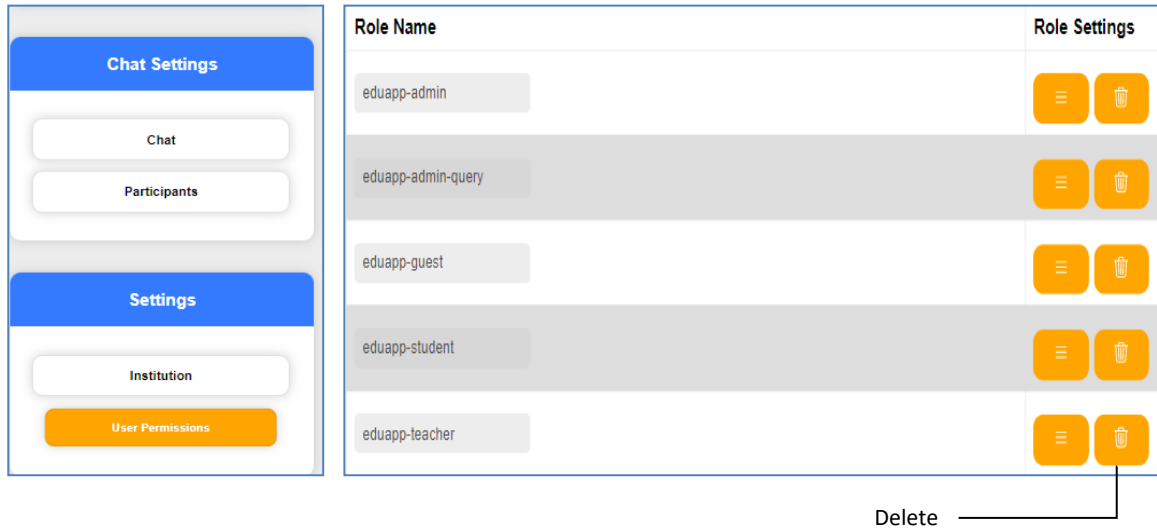 Chat Settings
Chat
Participants
Settings
Institution
User Permissions
Role Name
Role Settings
eduapp-admin
eduapp-admin-query
eduapp-guest
eduapp-student
eduapp-teacher
Delete